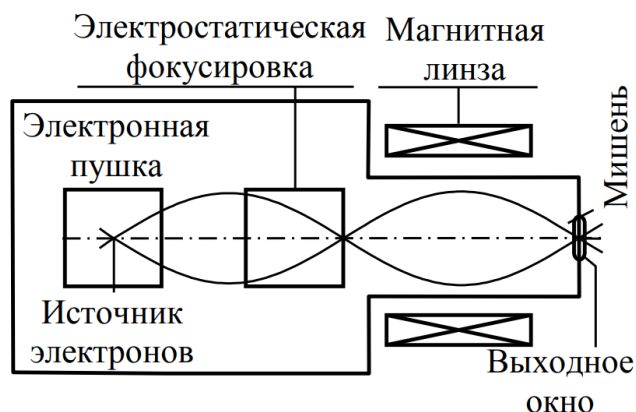 Электростатическая
фокусировка
Магнитная
линза
Электронная
пушка
Мишень
Источник
электронов
Выходное
окно